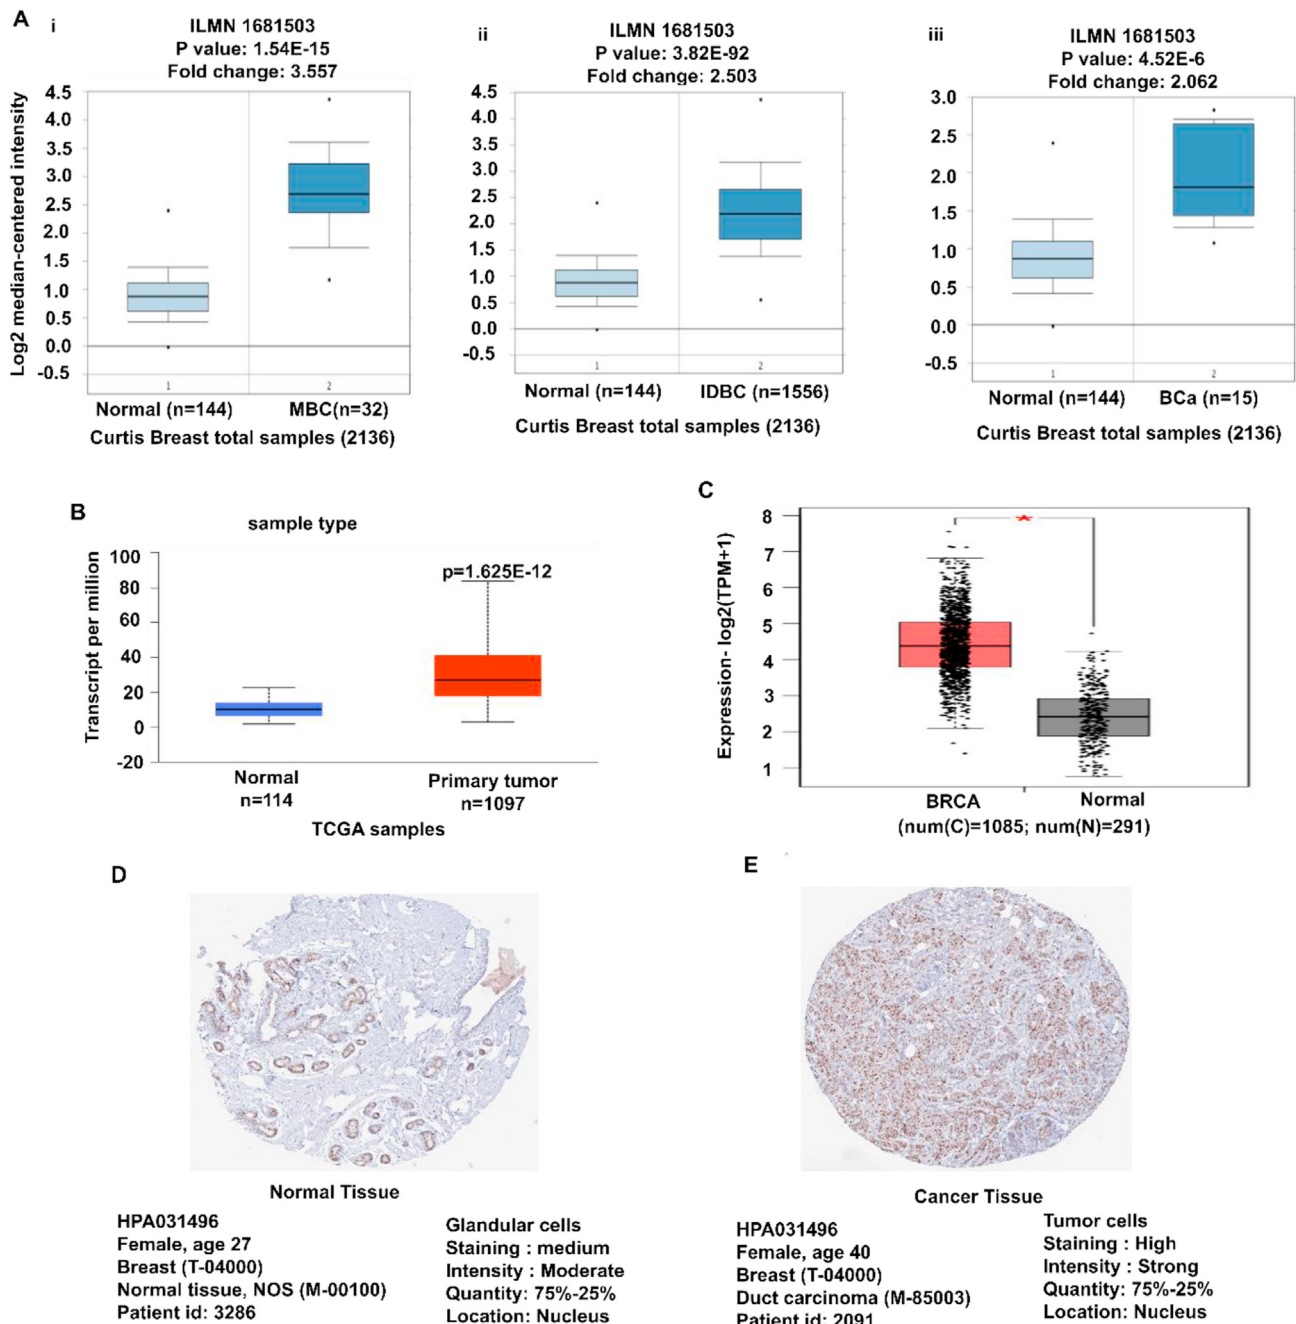 A
i
ILMN 1681503
P value: 1.54E-15
Fold change: 3.557
Log2 median-centered intensity
4.5
4.0
3.5
3.0
2.5
2.0
1.5
1.0
0.5
0.0
-0.5
1
2
Normal (n=144)
MBC(n=32)
Curtis Breast total samples (2136)
ii
ILMN 1681503
P value: 3.82E-92
Fold change: 2.503
4.5
4.0
3.5
3.0
2.5
2.0
1.5
1.0
0.5
0.0
-0.5
1
2
Normal (n=144)
IDBC (n=1556)
Curtis Breast total samples (2136)
iii
ILMN 1681503
P value: 4.52E-6
Fold change: 2.062
3.0
2.5
2.0
1.5
1.0
0.5
0.0
-0.5
1
2
Normal (n=144)
BCa (n=15)
Curtis Breast total samples (2136)
B
sample type
Transcript per million
100
80
60
40
20
0
-20
p=1.625E-12
Normal
n=114
Primary tumor
n=1097
TCGA samples
C
Expression- log2(TPM+1)
8
7
6
5
4
3
2
1
*
BRCA
Normal
(num(C)=1085; num(N)=291)
D
Normal Tissue
HPA031496
Female, age 27
Breast (T-04000)
Normal tissue, NOS (M-00100)
Patient id: 3286
Glandular cells
Staining : medium
Intensity : Moderate
Quantity: 75%-25%
Location: Nucleus
E
Cancer Tissue
HPA031496
Female, age 40
Breast (T-04000)
Duct carcinoma (M-85003)
Patient id: 2091
Tumor cells
Staining : High
Intensity : Strong
Quantity: 75%-25%
Location: Nucleus